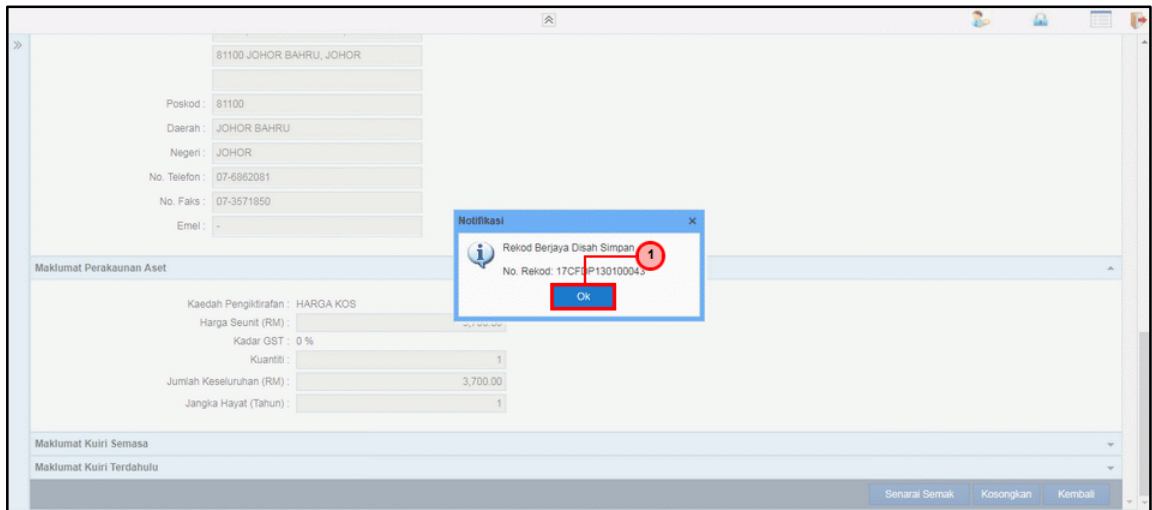 81100 JOHOR BAHRU, JOHOR
Poskod : 81100
Daerah : JOHOR BAHRU
Negeri : JOHOR
No. Telefon : 07-6862081
No. Faks : 07-3571850
Emel : -
Notifikasi
Rekod Berjaya Disah Simpan
1
No. Rekod: 17CFDP130100043
Ok
Maklumat Perakaunan Aset
Kaedah Pengiktirafan : HARGA KOS
Harga Seunit (RM) : 3,700.00
Kadar GST : 0 %
Kuantiti : 1
Jumlah Keseluruhan (RM) : 3,700.00
Jangka Hayat (Tahun) : 1
Maklumat Kuiri Semasa
Maklumat Kuiri Terdahulu
Senarai Semak Kosongkan Kembali